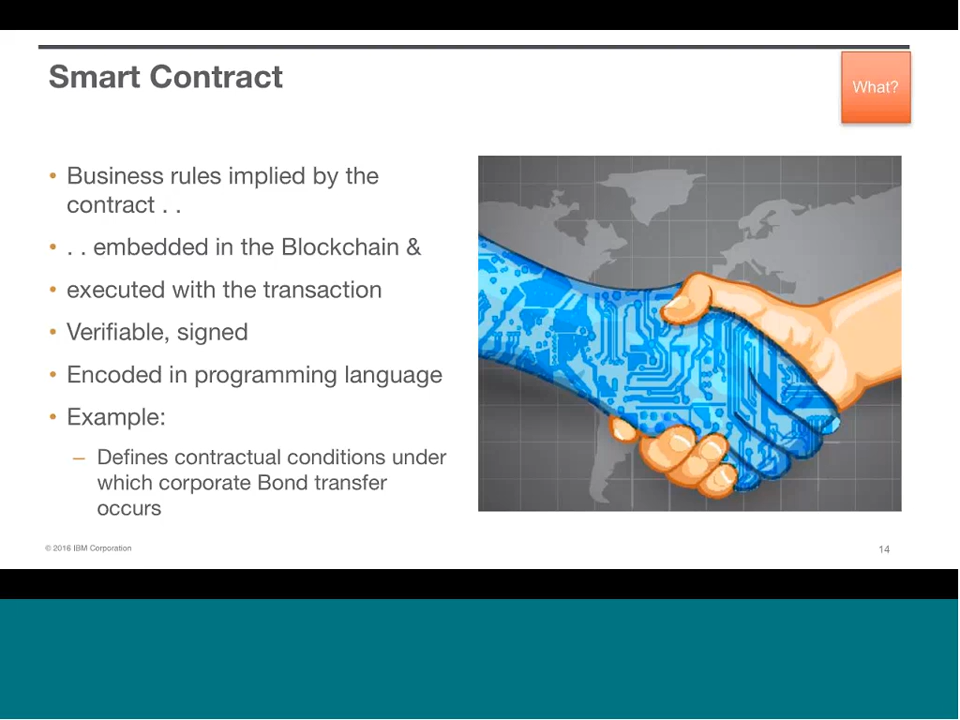 Smart Contract
What?
• Business rules implied by the
contract . .
• . . embedded in the Blockchain &
• executed with the transaction
• Verifiable, signed
• Encoded in programming language
• Example:
– Defines contractual conditions under
which corporate Bond transfer
occurs
© 2016 IBM Corporation
14